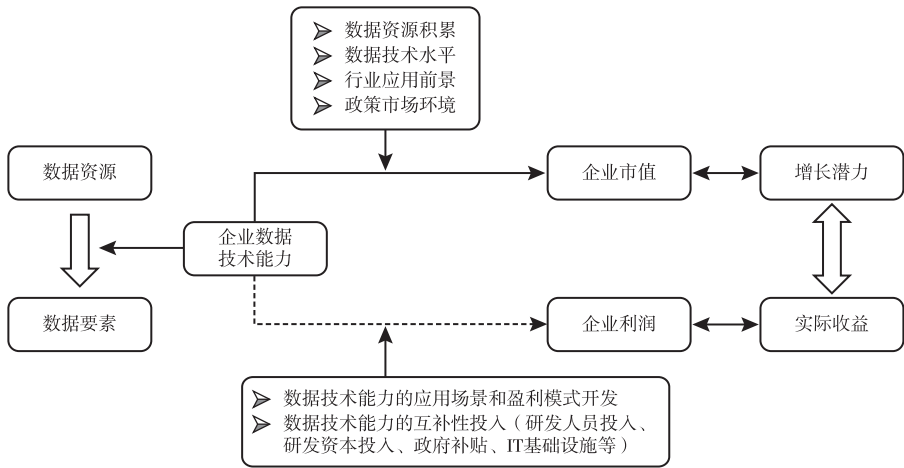 数据资源积累
数据技术水平
行业应用前景
政策市场环境
数据资源
企业市值
增长潜力
企业数据
技术能力
数据要素
企业利润
实际收益
数据技术能力的应用场景和盈利模式开发
数据技术能力的互补性投入（研发人员投入、
研发资本投入、政府补贴、IT基础设施等）